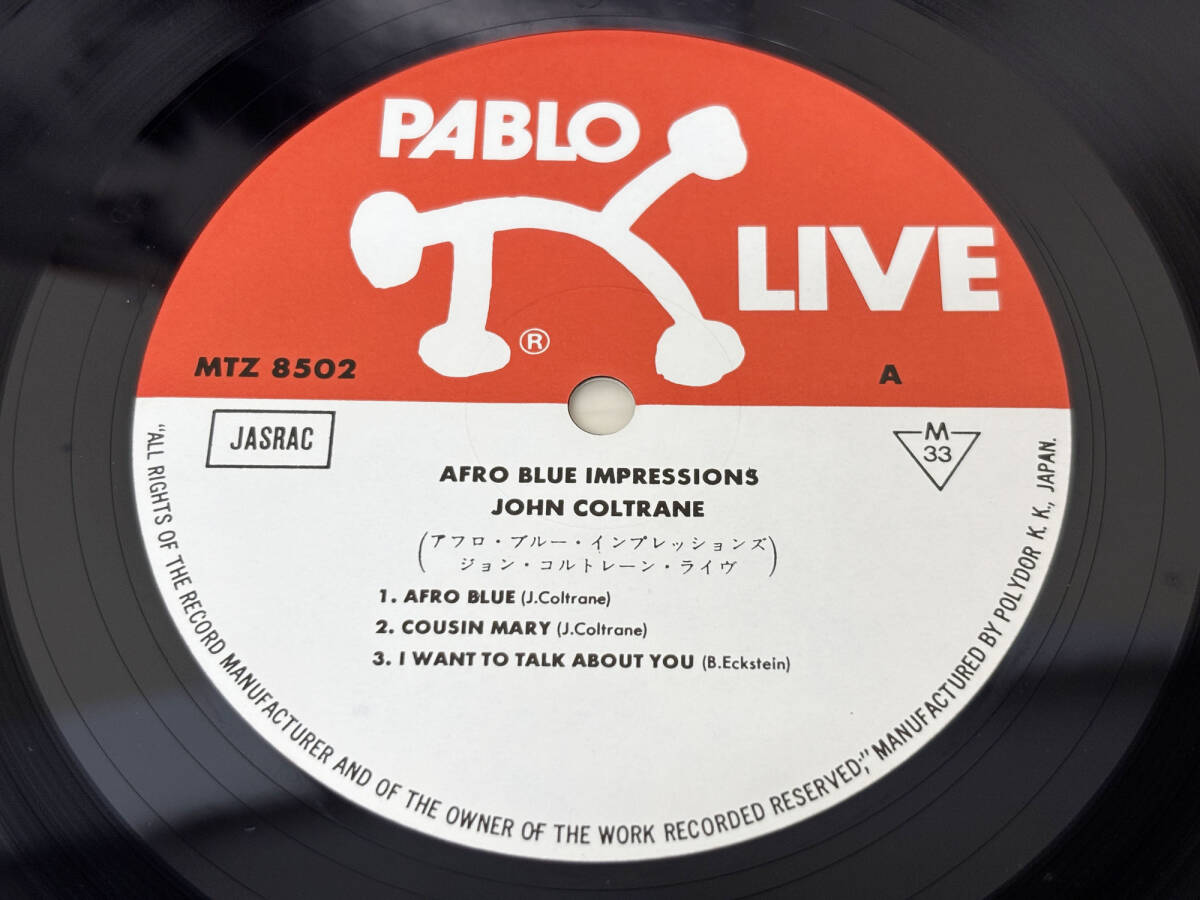 PABLO
LIVE
®
MTZ 8502
A
JASRAC
M
33
AFRO BLUE IMPRESSIONS
JOHN COLTRANE
(アフロ・ブルー・インプレッションズ
ジョン・コルトレーン・ライヴ)
1. AFRO BLUE (J.Coltrane)
2. COUSIN MARY (J.Coltrane)
3. I WANT TO TALK ABOUT YOU (B.Eckstein)
"ALL RIGHTS OF THE RECORD MANUFACTURER AND OF THE OWNER OF THE WORK RECORDED RESERVED;" MANUFACTURED BY POLYDOR K. K., JAPAN.